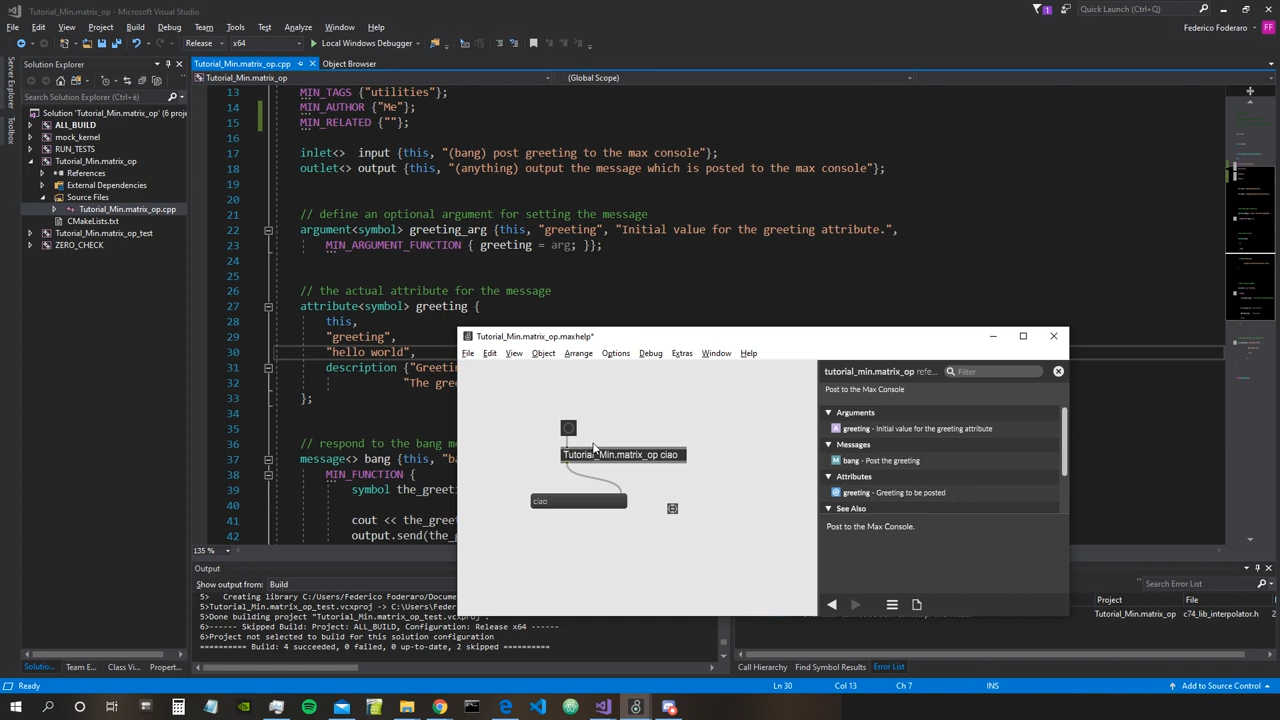 Tutorial_Min.matrix_op - Microsoft Visual Studio
1
Quick Launch (Ctrl+Q)
File Edit View Project Build Debug Team Tools Test Analyze Window Help
Federico Foderaro
FF
Release
x64
Local Windows Debugger
Server Explorer
Toolbox
Solution Explorer
Search Solution Explorer (Ctrl+è)
Solution 'Tutorial_Min.matrix_op' (6 proj
ALL_BUILD
mock_kernel
RUN_TESTS
Tutorial_Min.matrix_op
References
External Dependencies
Source Files
Tutorial_Min.matrix_op.cpp
CMakeLists.txt
Tutorial_Min.matrix_op_test
ZERO_CHECK
Solutio... Team E... Class Vi... Propert...
Tutorial_Min.matrix_op.cpp
Object Browser
Tutorial_Min.matrix_op
(Global Scope)
13 MIN_TAGS {"utilities"};
14 MIN_AUTHOR {"Me"};
15 MIN_RELATED {""};
16
17 inlet<> input {this, "(bang) post greeting to the max console"};
18 outlet<> output {this, "(anything) output the message which is posted to the max console"};
19
20
21 // define an optional argument for setting the message
22 argument<symbol> greeting_arg {this, "greeting", "Initial value for the greeting attribute.",
23 MIN_ARGUMENT_FUNCTION { greeting = arg; }};
24
25
26 // the actual attribute for the message
27 attribute<symbol> greeting {
28 this,
29 "greeting",
30 "hello world",
31 description {"Greeti
32 "The gree
33 };
34
35
36 // respond to the bang me
37 message<> bang {this, "ba
38 MIN_FUNCTION {
39 symbol the_greeti
40
41 cout << the_greeti
42 output.send(the_g
135 %
Tutorial_Min.matrix_op.maxhelp*
File Edit View Object Arrange Options Debug Extras Window Help
Tutorial_Min.matrix_op ciao
ciao
tutorial_min.matrix_op refe...
Filter
Post to the Max Console
Arguments
A greeting - Initial value for the greeting attribute
Messages
M bang - Post the greeting
Attributes
@ greeting - Greeting to be posted
See Also
Post to the Max Console.
Output
Show output from: Build
5> Creating library C:/Users/Federico Foderaro/Docume
5>Tutorial_Min.matrix_op_test.vcxproj -> C:\Users\Feder
5>Done building project "Tutorial_Min.matrix_op_test.vcxproj".
6>------ Skipped Build: Project: ALL_BUILD, Configuration: Release x64 ------
6>Project not selected to build for this solution configuration
========== Build: 4 succeeded, 0 failed, 0 up-to-date, 2 skipped ==========
Search Error List
Project File
Tutorial_Min.matrix_op c74_lib_interpolator.h 2
Call Hierarchy Find Symbol Results Error List
Ready
Ln 30 Col 13 Ch 7 INS
Add to Source Control